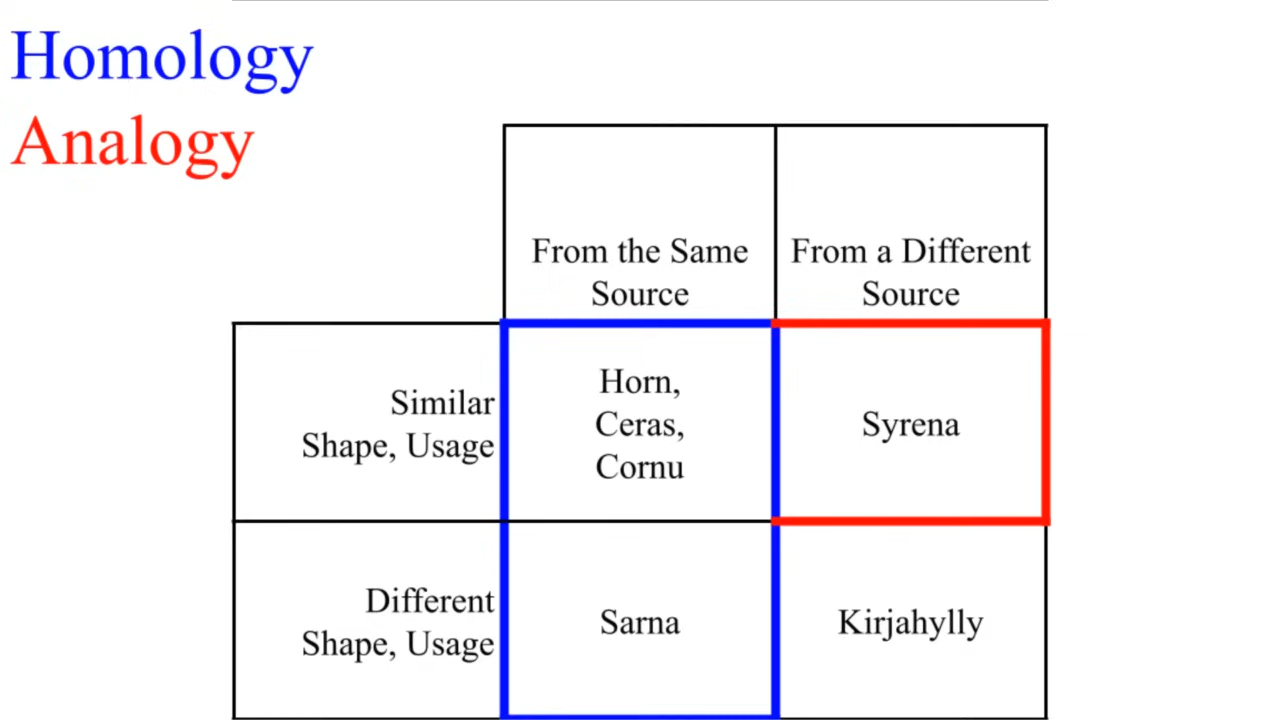 Homology
Analogy
From the Same
Source
From a Different
Source
Similar
Shape, Usage
Horn,
Ceras,
Cornu
Syrena
Different
Shape, Usage
Sarna
Kirjahylly